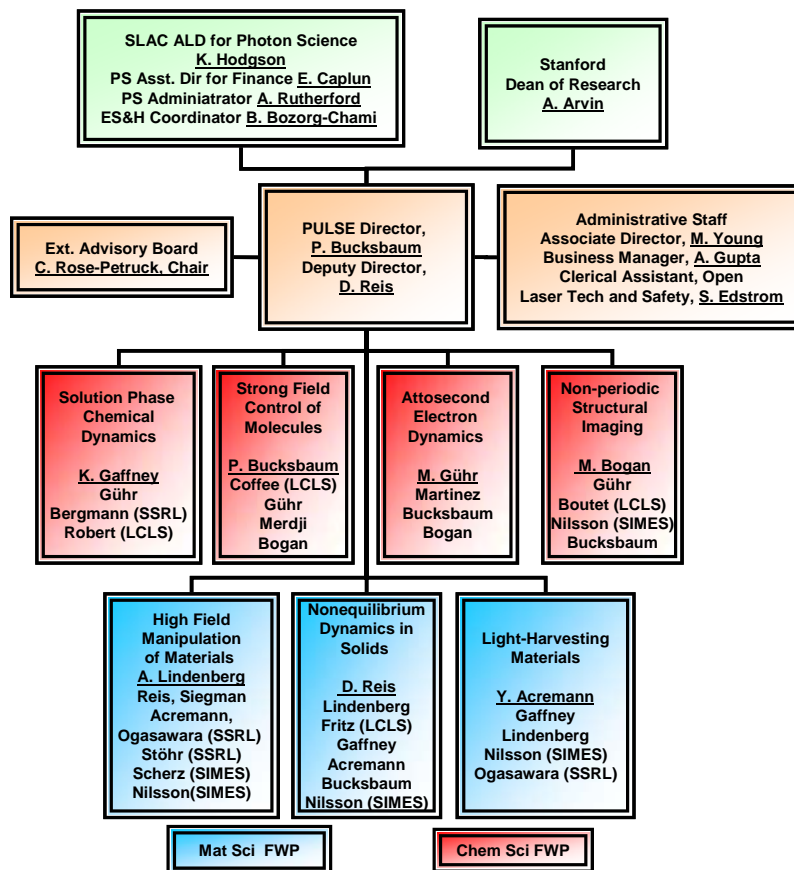 SLAC ALD for Photon Science
K. Hodgson
PS Asst. Dir for Finance E. Caplun
PS Adminiatrator A. Rutherford
ES&H Coordinator B. Bozorg-Chami
Stanford
Dean of Research
A. Arvin
Ext. Advisory Board
C. Rose-Petruck, Chair
PULSE Director,
P. Bucksbaum
Deputy Director,
D. Reis
Administrative Staff
Associate Director, M. Young
Business Manager, A. Gupta
Clerical Assistant, Open
Laser Tech and Safety, S. Edstrom
Solution Phase
Chemical
Dynamics
K. Gaffney
Gühr
Bergmann (SSRL)
Robert (LCLS)
Strong Field
Control of
Molecules
P. Bucksbaum
Coffee (LCLS)
Gühr
Merdji
Bogan
Attosecond
Electron
Dynamics
M. Gühr
Martinez
Bucksbaum
Bogan
Non-periodic
Structural
Imaging
M. Bogan
Gühr
Boutet (LCLS)
Nilsson (SIMES)
Bucksbaum
High Field
Manipulation
of Materials
A. Lindenberg
Reis, Siegman
Acremann,
Ogasawara (SSRL)
Stöhr (SSRL)
Scherz (SIMES)
Nilsson(SIMES)
Nonequilibrium
Dynamics in
Solids
D. Reis
Lindenberg
Fritz (LCLS)
Gaffney
Acremann
Bucksbaum
Nilsson (SIMES)
Light-Harvesting
Materials
Y. Acremann
Gaffney
Lindenberg
Nilsson (SIMES)
Ogasawara (SSRL)
Mat Sci FWP
Chem Sci FWP